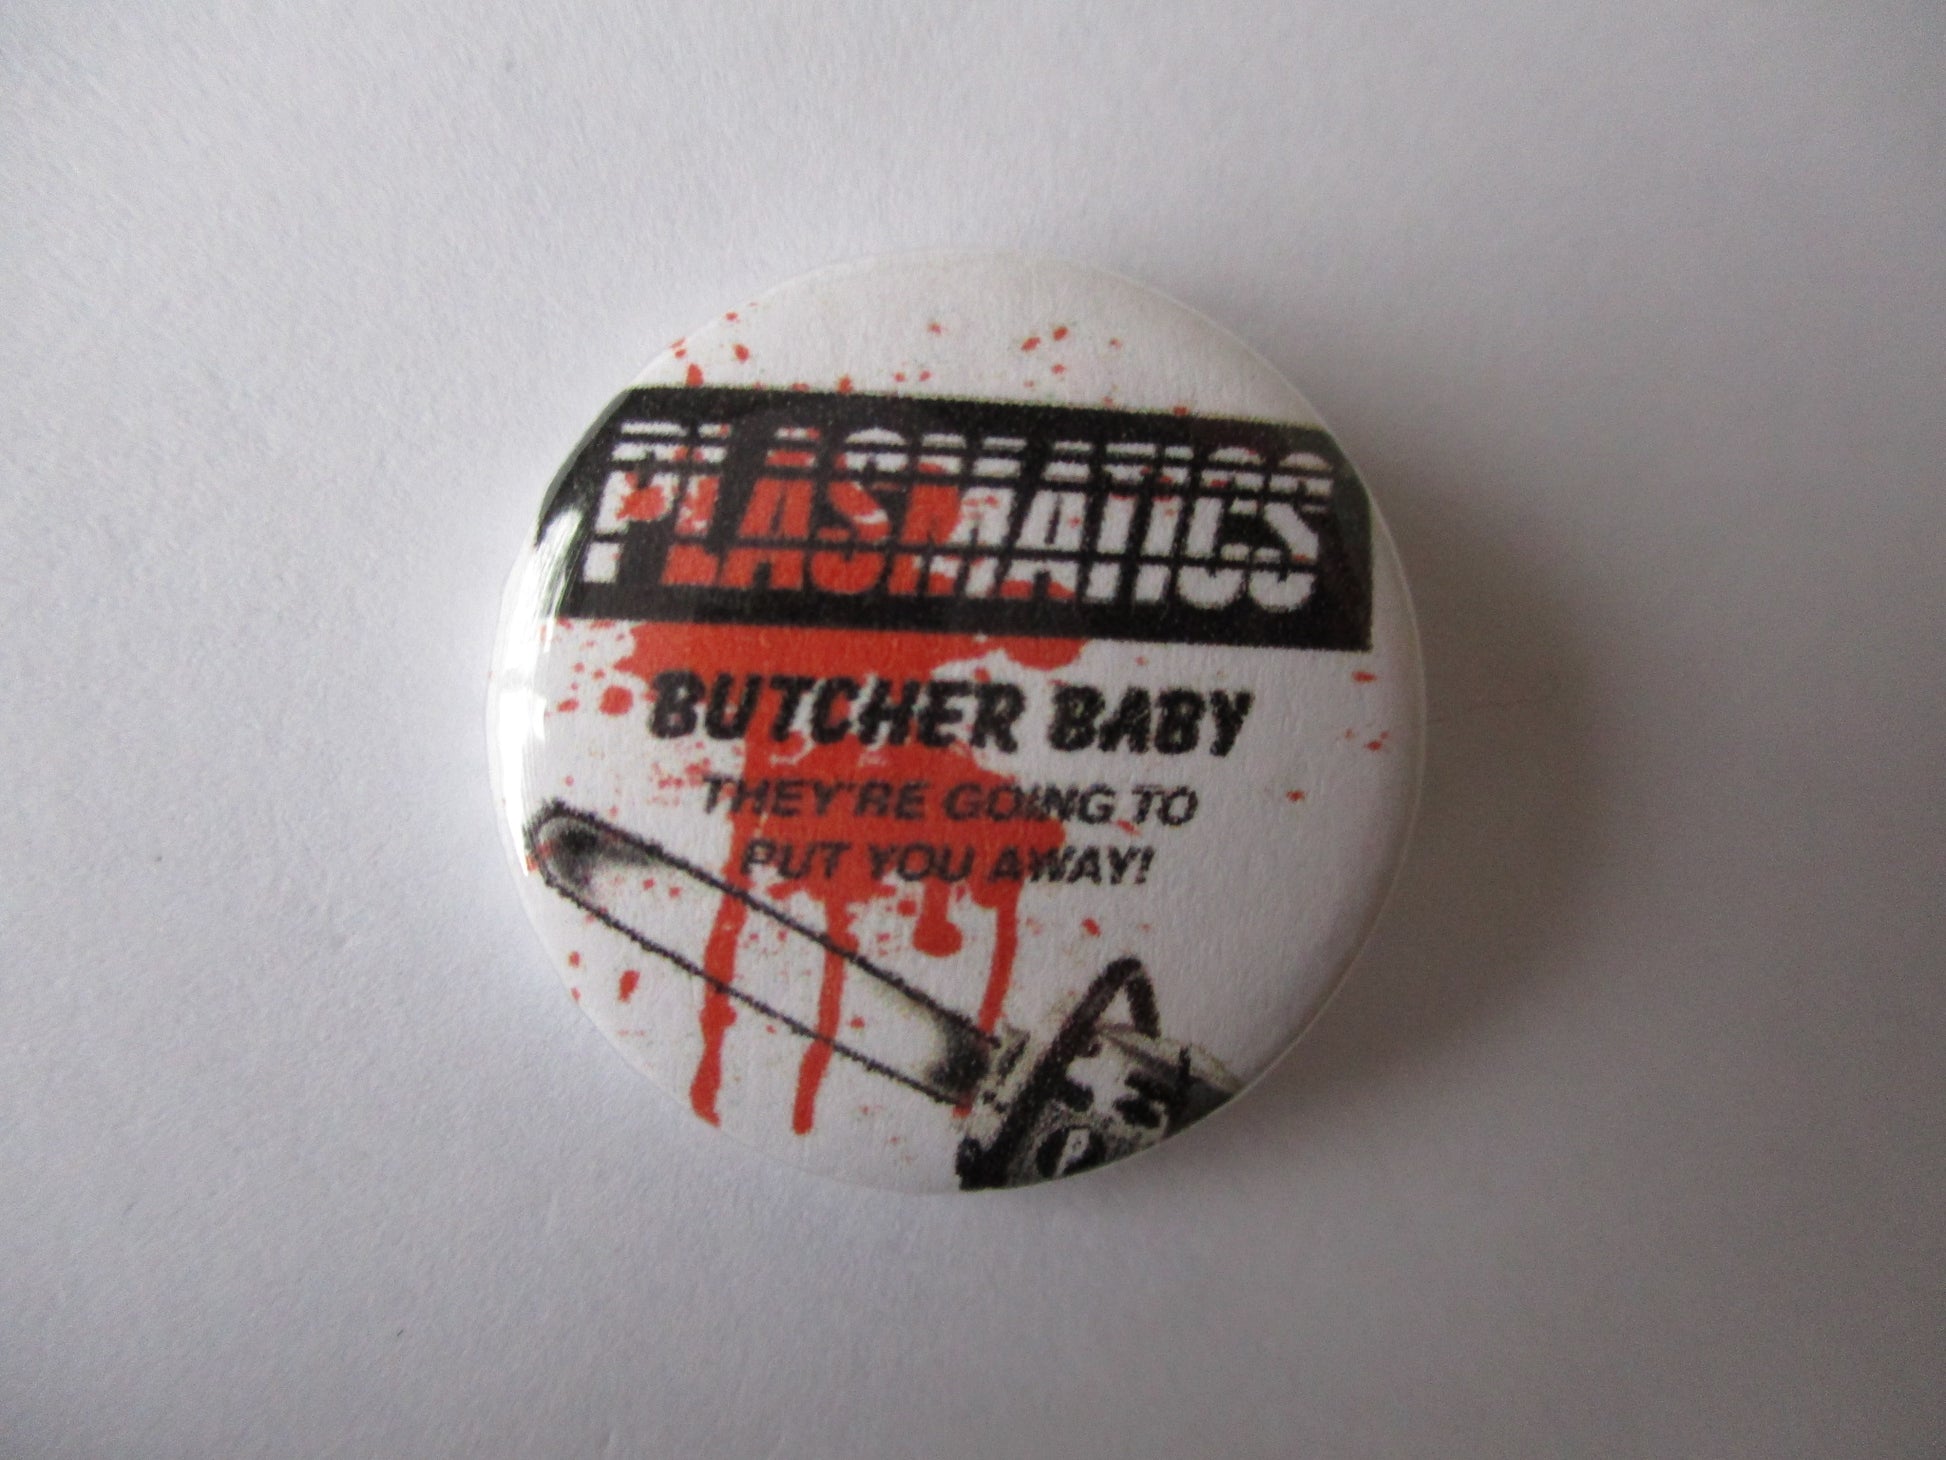 PLASMATICS
BUTCHER BABY
THEY'RE GOING TO
PUT YOU AWAY!